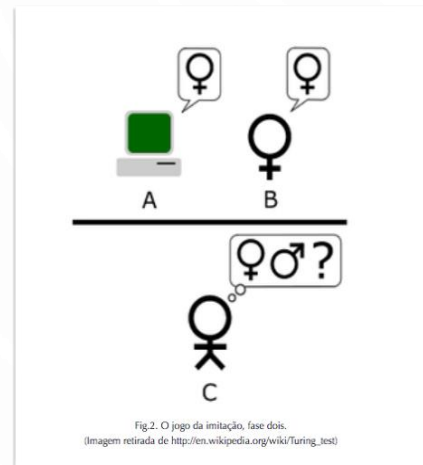 A B
?
C
Fig.2. O jogo da imitação, fase dois.
(Imagem retirada de http://en.wikipedia.org/wiki/Turing_test)